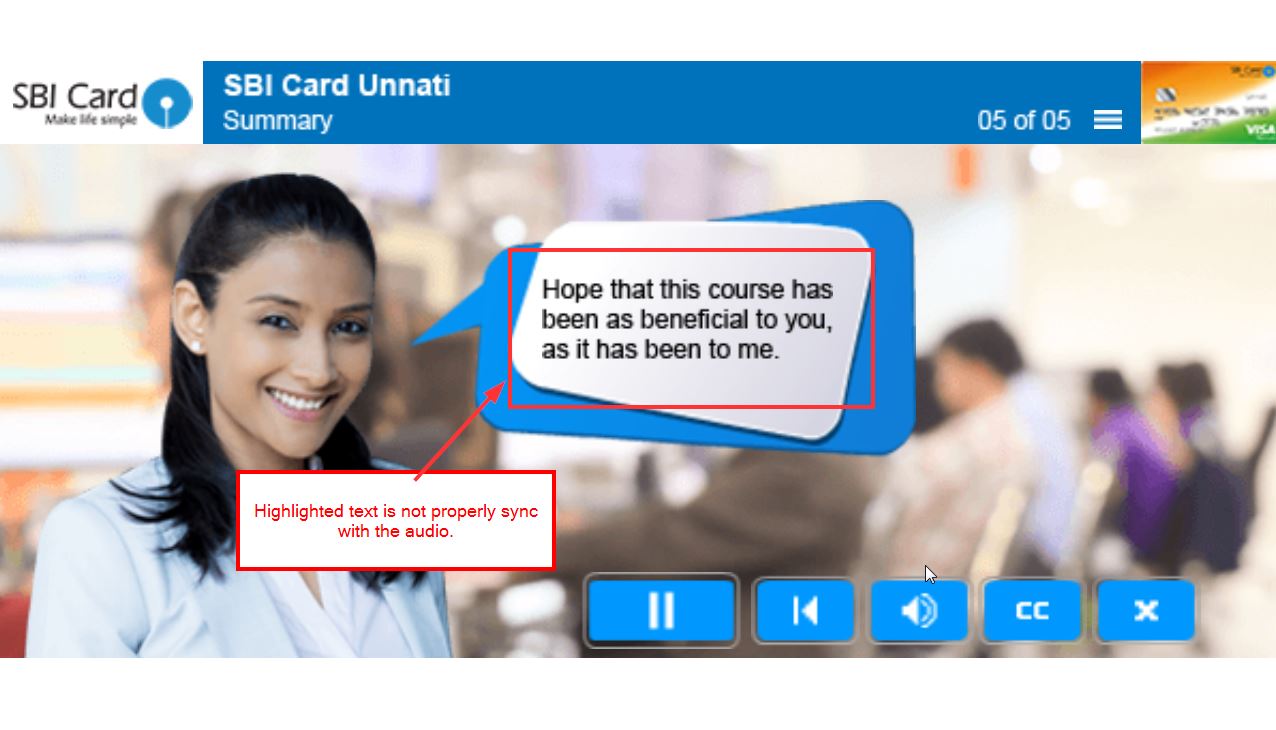 SBI Card
Make life simple
SBI Card Unnati
Summary
05 of 05
VISA
Hope that this course has
been as beneficial to you,
as it has been to me.
Highlighted text is not properly sync
with the audio.
CC